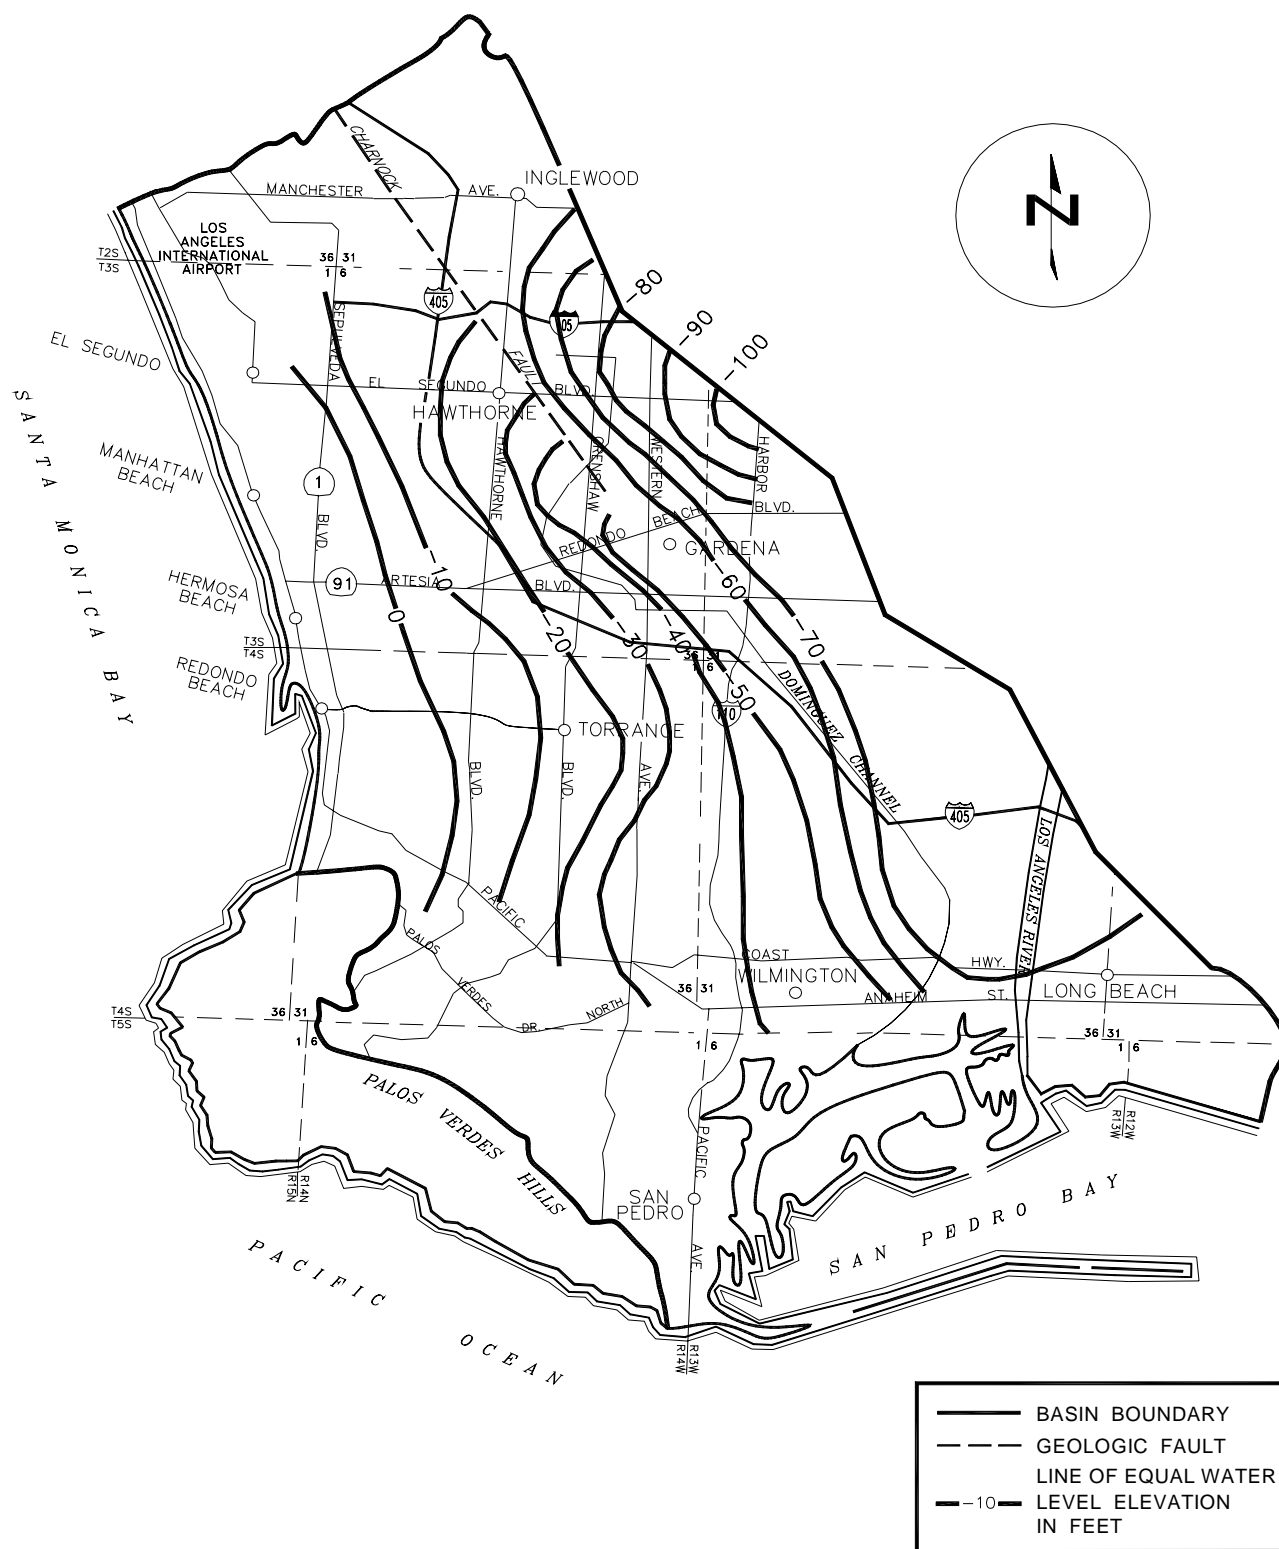 CHARNOCK
INGLEWOOD
MANCHESTER AVE.
N
LOS
ANGELES
INTERNATIONAL
AIRPORT
T2S
T3S
36 31
1 6
405
-80
105
-90
-100
SEPULVEDA
EL SEGUNDO
FAULT
EL SEGUNDO BLVD.
HAWTHORNE
SANTA MONICA BAY
MANHATTAN
BEACH
HAWTHORNE
CRENSHAW
WESTERN
HARBOR
1
BLVD.
BLVD.
REDONDO BEACH
GARDENA
HERMOSA
BEACH
91
ARTESIA BLVD.
-10
0
-60
-20
-30
-40
-70
T3S
T4S
36 31
1 6
-50
REDONDO
BEACH
110
DOMINGUEZ CHANNEL
TORRANCE
BLVD.
BLVD.
AVE.
405
LOS ANGELES RIVER
PACIFIC
COAST
HWY.
PALOS
VERDES
DR.
NORTH
WILMINGTON
ANAHEIM ST.
LONG BEACH
36 31
1 6
T4S
T5S
36 31
1 6
36 31
1 6
PALOS VERDES HILLS
PACIFIC
AVE.
R12W
R13W
R14N
R15N
SAN
PEDRO
SAN PEDRO BAY
PACIFIC OCEAN
R13W
R14W
BASIN BOUNDARY
GEOLOGIC FAULT
LINE OF EQUAL WATER
-10 LEVEL ELEVATION
IN FEET